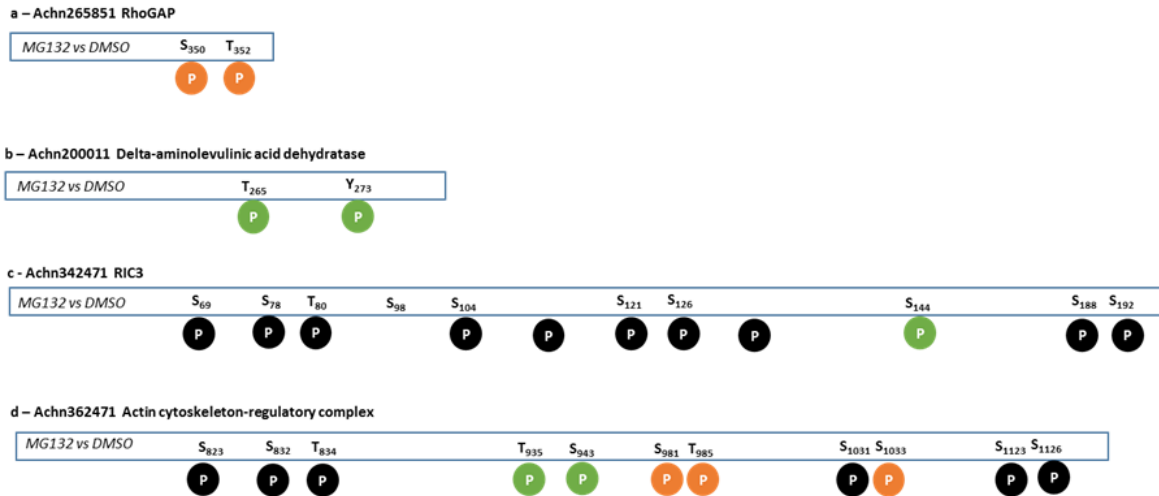 a – Achn265851 RhoGAP
MG132 vs DMSO S350 T352
P P
b – Achn200011 Delta-aminolevulinic acid dehydratase
MG132 vs DMSO T265 Y273
P P
c - Achn342471 RIC3
MG132 vs DMSO S69 S78 T80 S98 S104 S121 S126 S144 S188 S192
P P P P P P P P P P P
d – Achn362471 Actin cytoskeleton-regulatory complex
MG132 vs DMSO S823 S832 T834 T935 S943 S981 T985 S1031 S1033 S1123 S1126
P P P P P P P P P P P